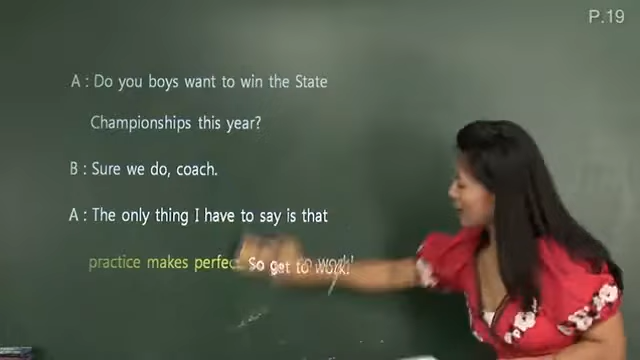 P.19
A : Do you boys want to win the State
Championships this year?
B : Sure we do, coach.
A : The only thing I have to say is that
practice makes perfect. So get to work!